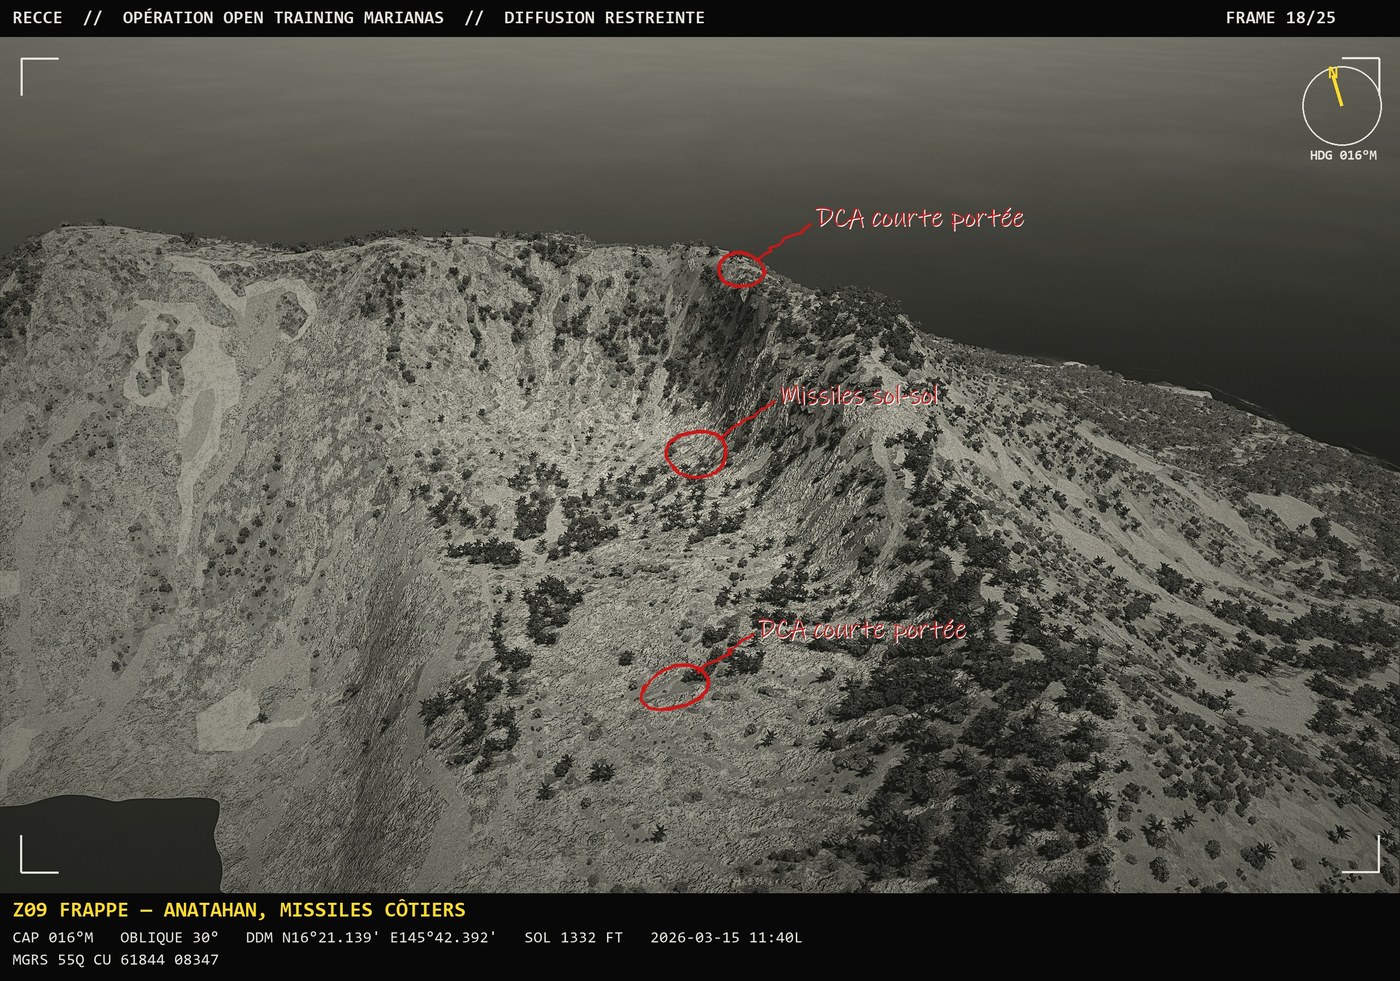 RECCE // OPÉRATION OPEN TRAINING MARIANAS // DIFFUSION RESTREINTE
FRAME 18/25
N
HDG 016°M
DCA courte portée
Missiles sol-sol
DCA courte portée
Z09 FRAPPE — ANATAHAN, MISSILES CÔTIERS
CAP 016°M OBLIQUE 30° DDM N16°21.139' E145°42.392' SOL 1332 FT 2026-03-15 11:40L
MGRS 55Q CU 61844 08347